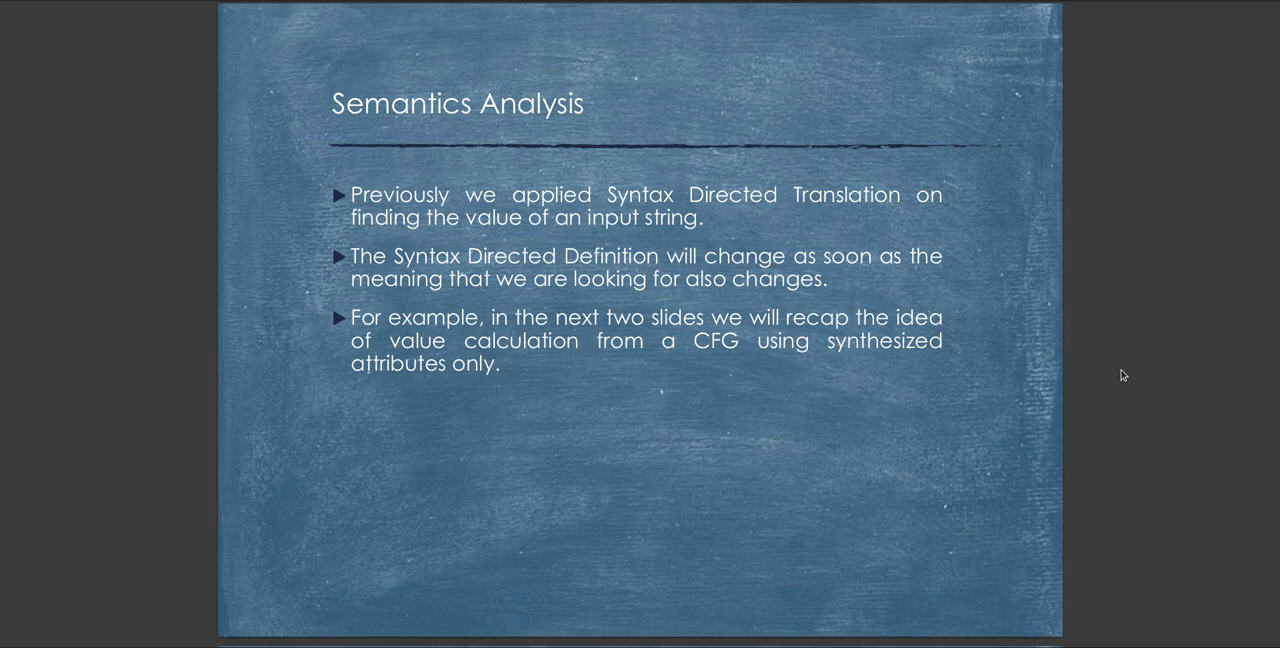 Semantics Analysis
Previously we applied Syntax Directed Translation on
finding the value of an input string.
The Syntax Directed Definition will change as soon as the
meaning that we are looking for also changes.
For example, in the next two slides we will recap the idea
of value calculation from a CFG using synthesized
attributes only.